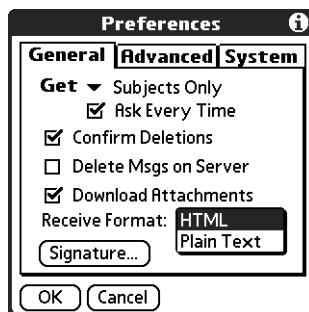 Preferences
General Advanced System
Get Subjects Only
Ask Every Time
Confirm Deletions
Delete Msgs on Server
Download Attachments
Receive Format: HTML
Plain Text
Signature...
OK Cancel